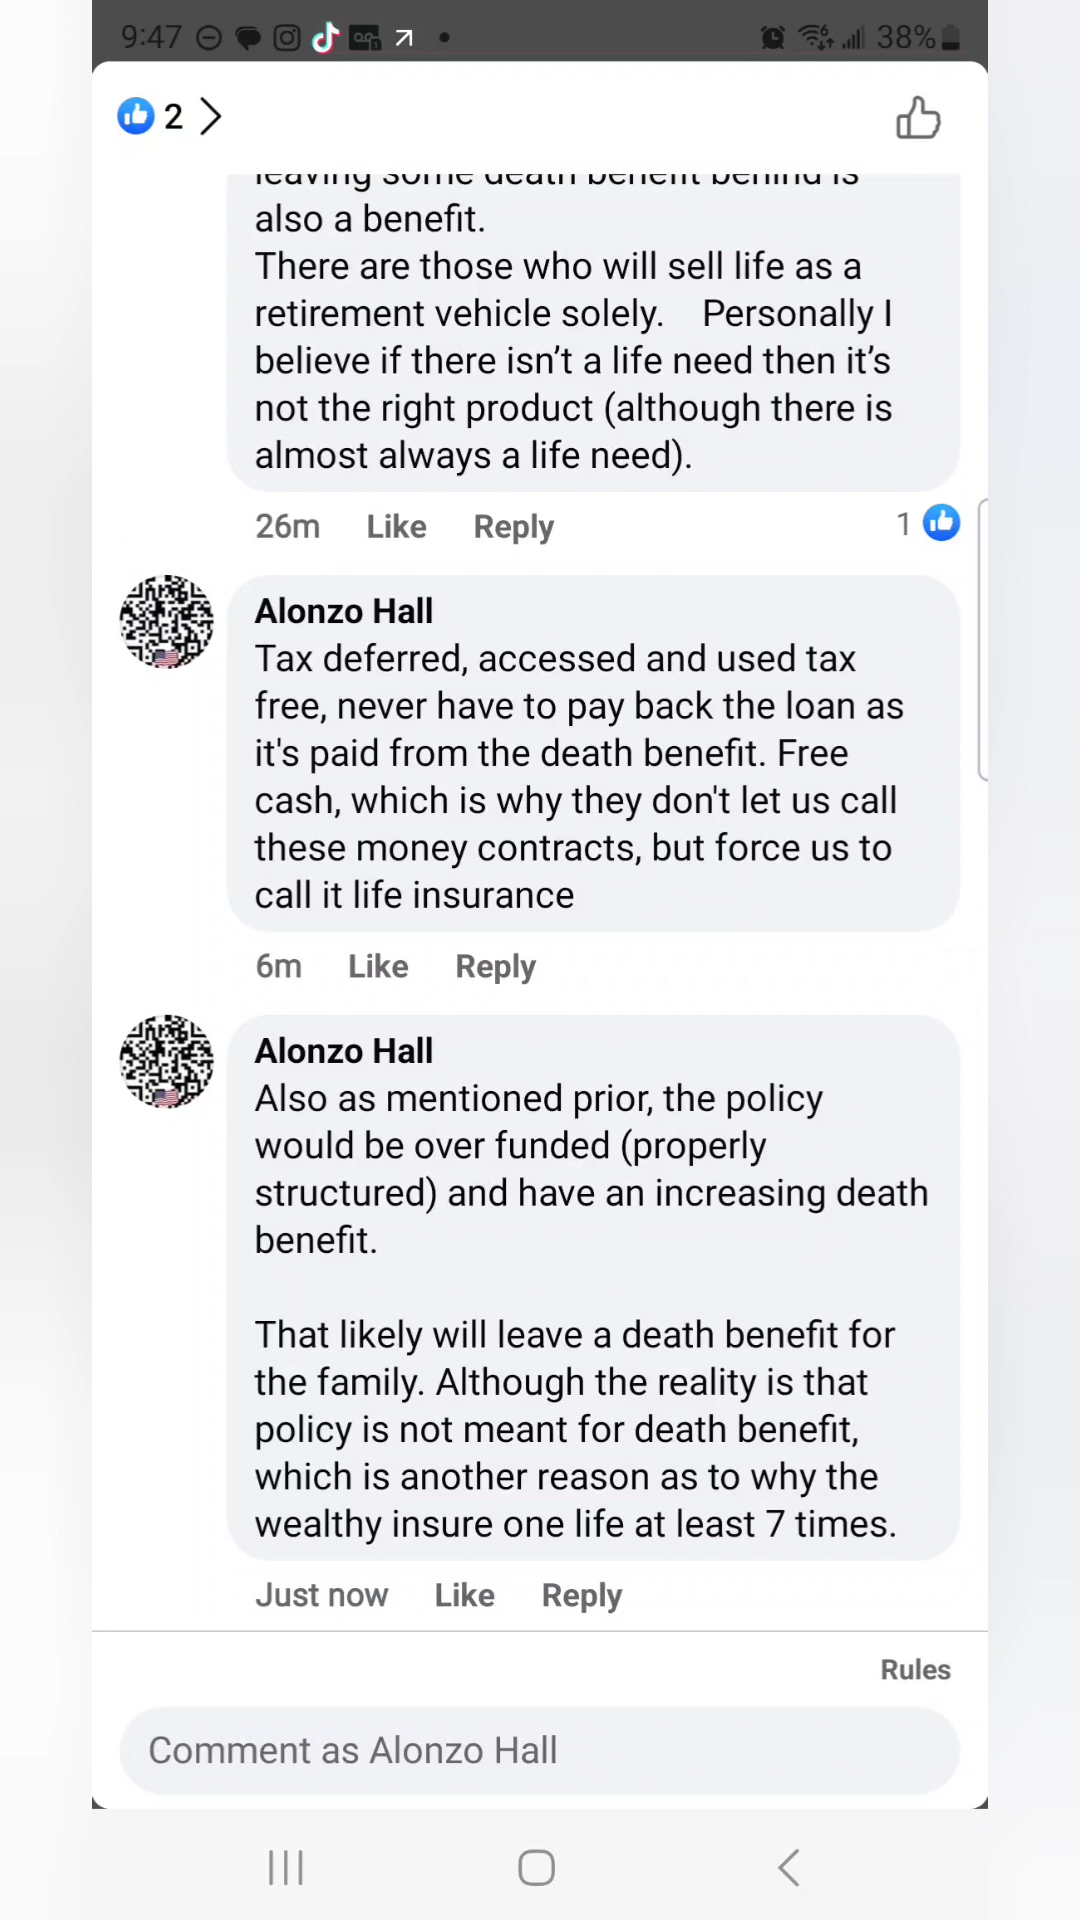 9:47
38%
2
leaving some death benefit behind is
also a benefit.
There are those who will sell life as a
retirement vehicle solely.    Personally I
believe if there isn’t a life need then it’s
not the right product (although there is
almost always a life need).
26m Like Reply 1
Alonzo Hall
Tax deferred, accessed and used tax
free, never have to pay back the loan as
it's paid from the death benefit. Free
cash, which is why they don't let us call
these money contracts, but force us to
call it life insurance
6m Like Reply
Alonzo Hall
Also as mentioned prior, the policy
would be over funded (properly
structured) and have an increasing death
benefit.
That likely will leave a death benefit for
the family. Although the reality is that
policy is not meant for death benefit,
which is another reason as to why the
wealthy insure one life at least 7 times.
Just now Like Reply
Rules
Comment as Alonzo Hall